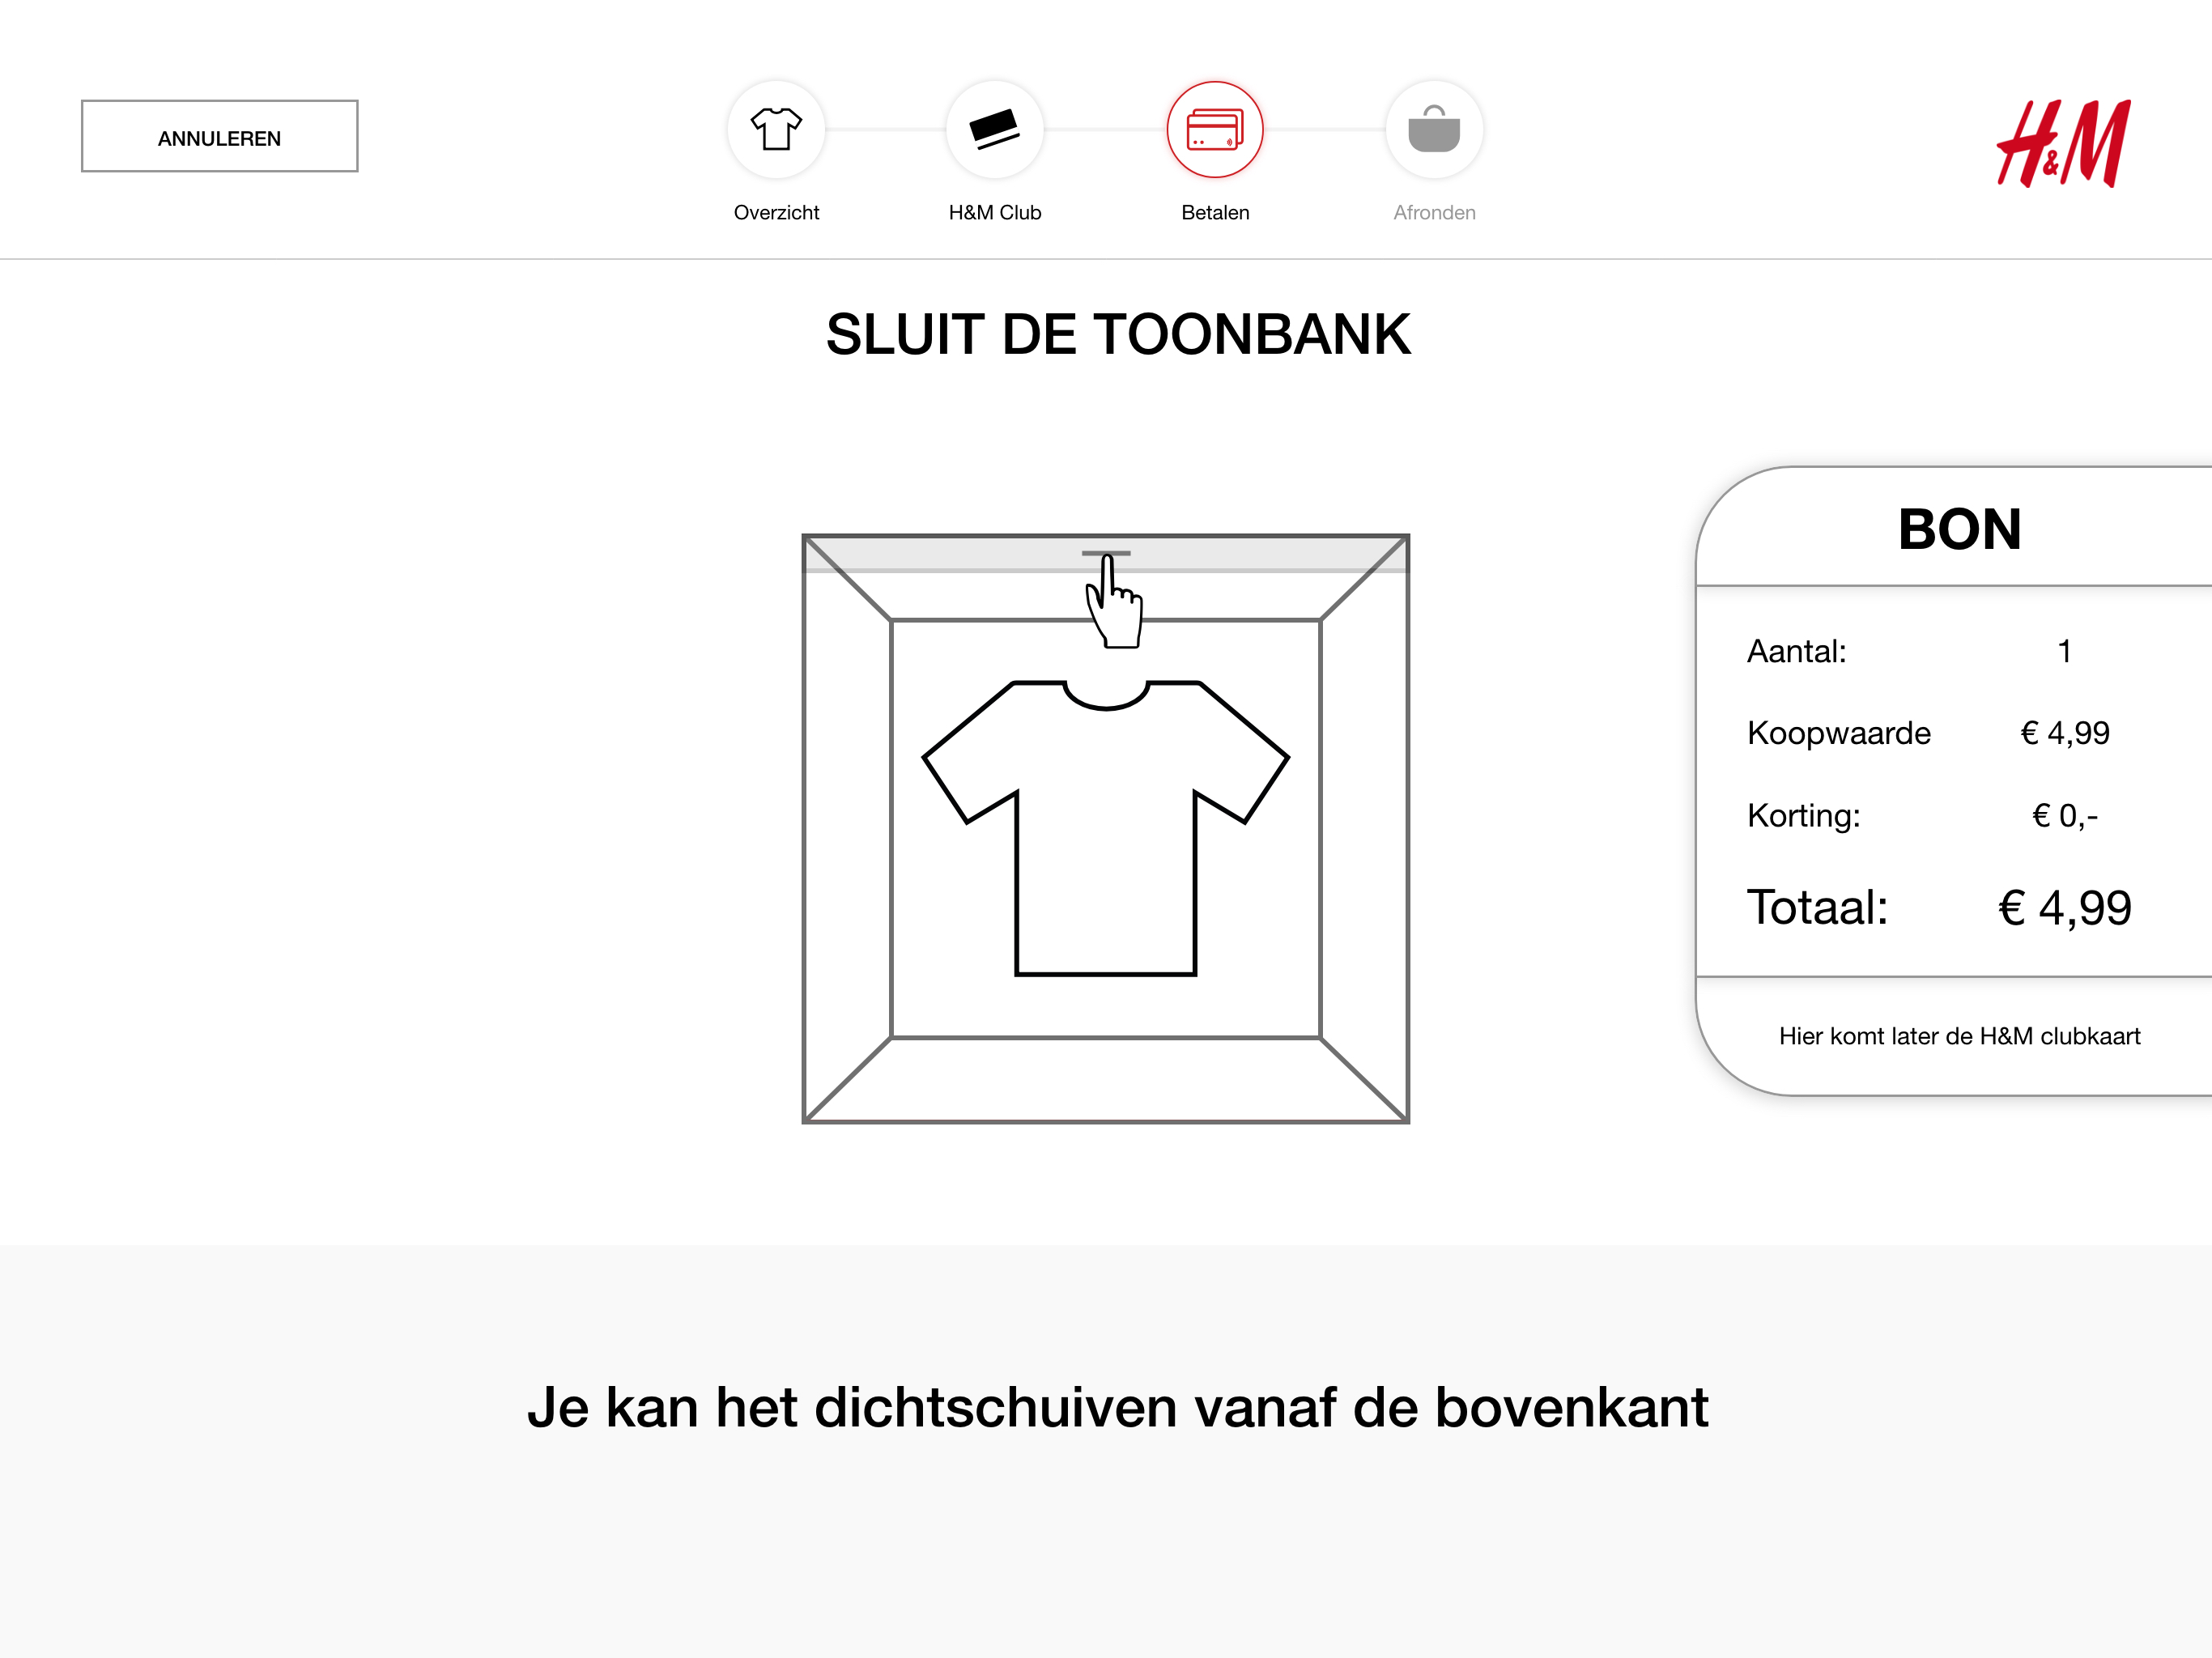 ANNULEREN
Overzicht
H&M Club
Betalen
Afronden
H&M
SLUIT DE TOONBANK
BON
Aantal: 1
Koopwaarde € 4,99
Korting: € 0,-
Totaal: € 4,99
Hier komt later de H&M clubkaart
Je kan het dichtschuiven vanaf de bovenkant